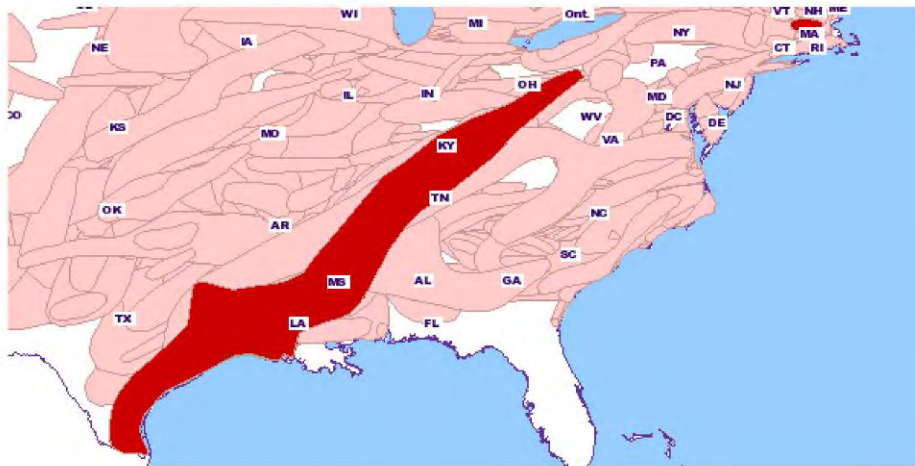 VT NH ME
WI MI Ont.
NE IA NY MA
CT RI
PA
OH
IL IN NJ
MD
KS WV DC DE
MO VA
KY
OK TN
AR NC
SC
MS AL GA
TX LA FL